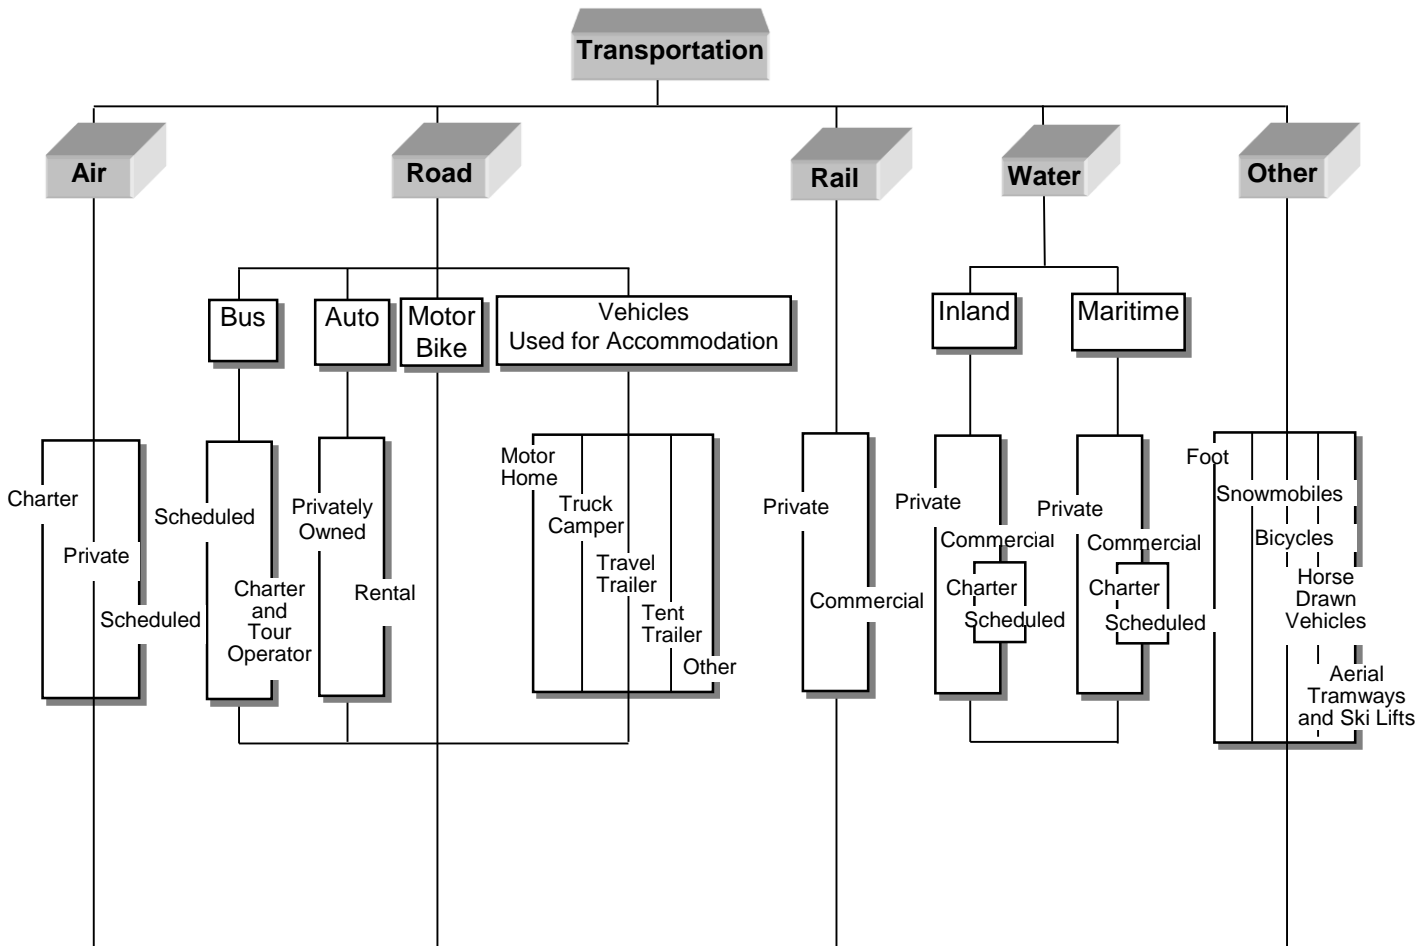 Transportation
Air
Road
Rail
Water
Other
Bus
Auto
Motor
Bike
Vehicles
Used for Accommodation
Inland
Maritime
Charter
Private
Scheduled
Scheduled
Charter
and
Tour
Operator
Privately
Owned
Rental
Motor
Home
Truck
Camper
Travel
Trailer
Tent
Trailer
Other
Private
Commercial
Private
Commercial
Charter
Scheduled
Private
Commercial
Charter
Scheduled
Foot
Snowmobiles
Bicycles
Horse
Drawn
Vehicles
Aerial
Tramways
and Ski Lifts